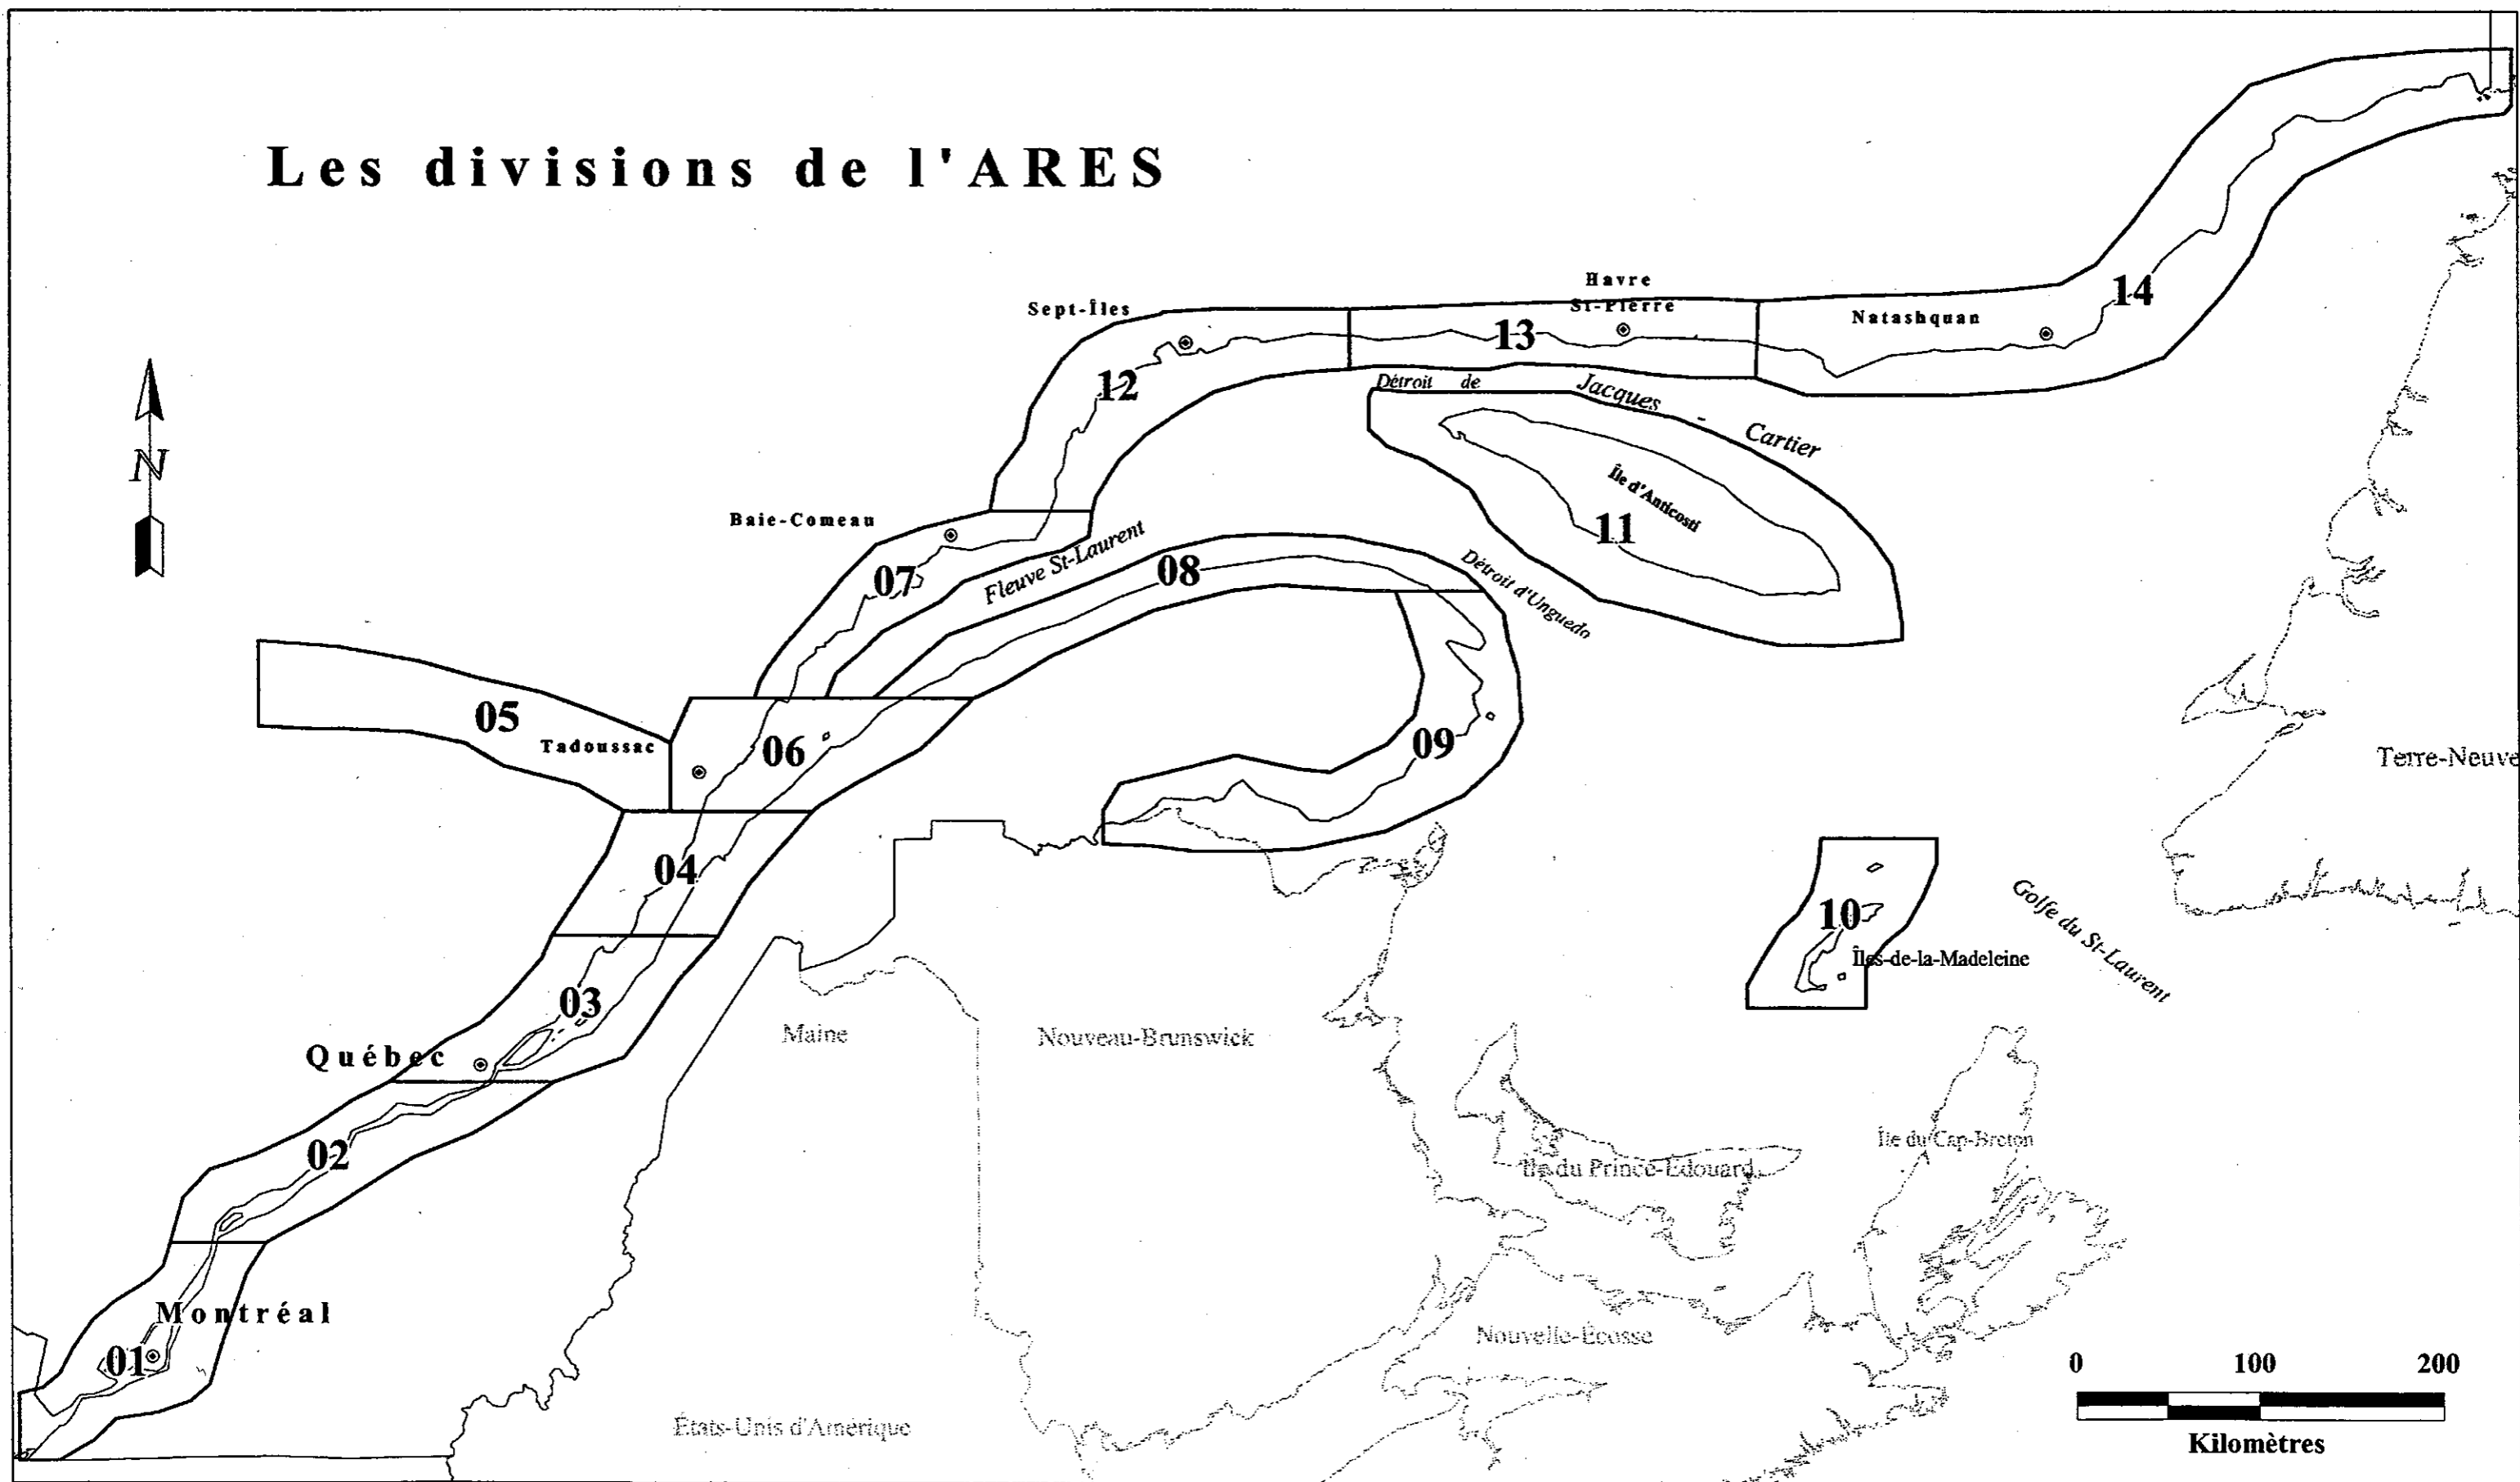 Les divisions de l'ARES
Havre
St-Pierre
Sept-Îles
13
Natashquan
14
12
Détroit de Jacques - Cartier
N
Île d'Anticosti
11
Baie-Comeau
Fleuve St-Laurent
07
08
Détroit d'Unguedo
05
Tadoussac
06
09
Terre-Neuve
04
10
Îles-de-la-Madeleine
Golfe du St-Laurent
03
Québec
Maine
Nouveau-Brunswick
02
Île du Cap-Breton
Île du Prince-Édouard
Montréal
01
Nouvelle-Écosse
États-Unis d'Amérique
0 100 200
Kilomètres